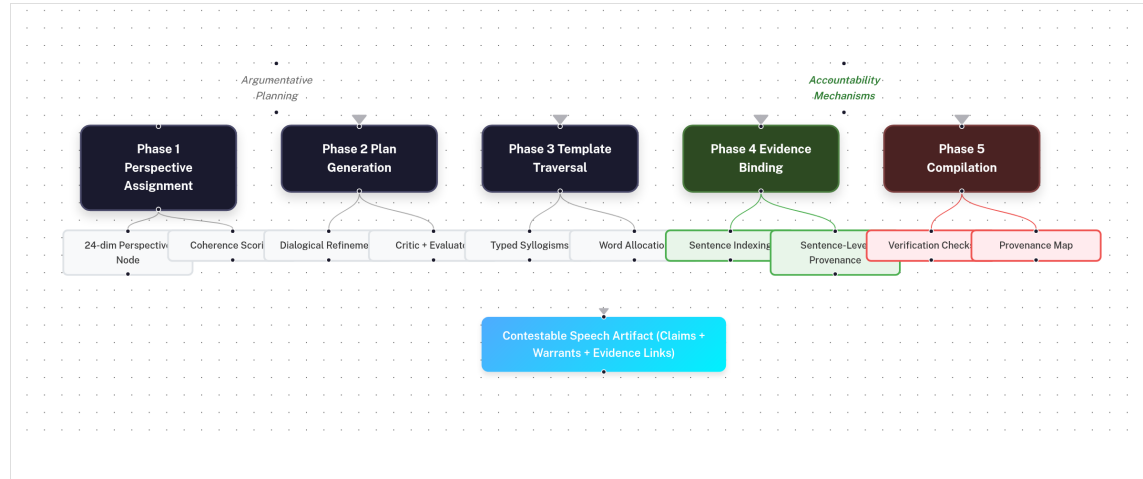 Argumentative
Planning
Accountability
Mechanisms
Phase 1
Perspective
Assignment
Phase 2 Plan
Generation
Phase 3 Template
Traversal
Phase 4 Evidence
Binding
Phase 5
Compilation
24-dim Perspectiv
Node
Coherence Scori
Dialogical Refineme
Critic + Evaluat
Typed Syllogisms
Word Allocatio
Sentence Indexing
Sentence-Leve
Provenance
Verification Check
Provenance Map
Contestable Speech Artifact (Claims +
Warrants + Evidence Links)